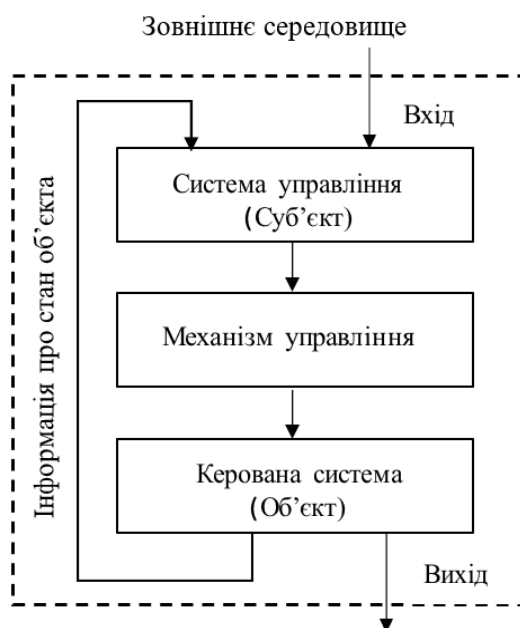 Зовнішнє середовище
Вхід
Система управління
(Суб’єкт)
Механізм управління
Керована система
(Об’єкт)
Вихід
Інформація про стан об’єкта